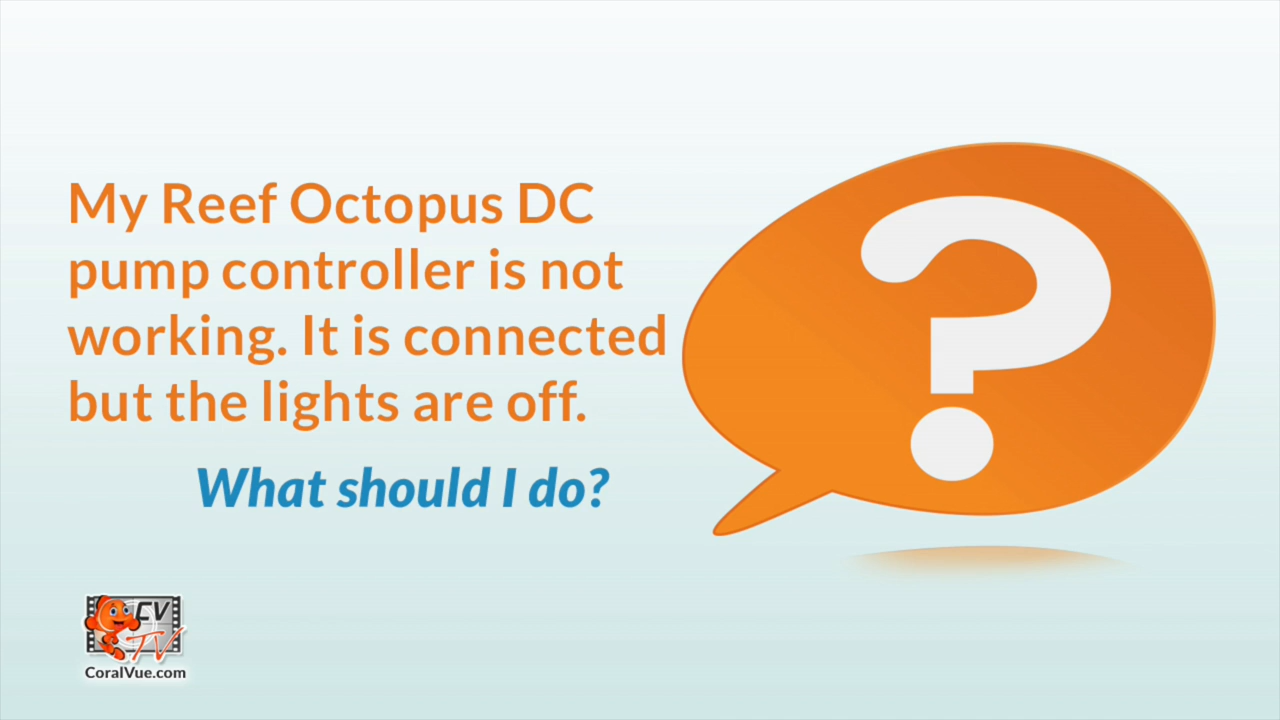 My Reef Octopus DC
pump controller is not
working. It is connected
but the lights are off.
What should I do?
?
CV
TV
CoralVue.com